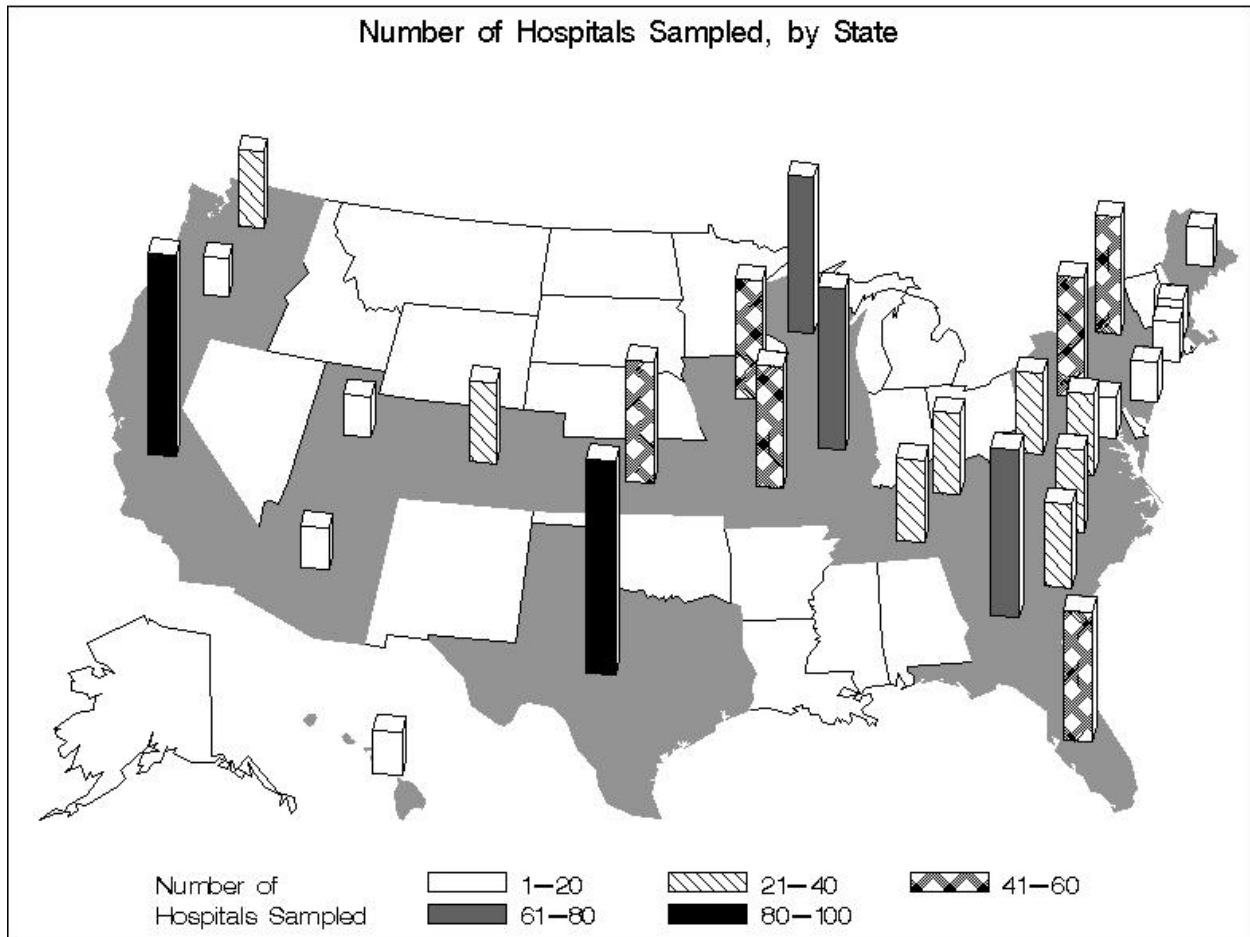 Number of Hospitals Sampled, by State
Number of 1–20 21–40 41–60
Hospitals Sampled 61–80 80–100